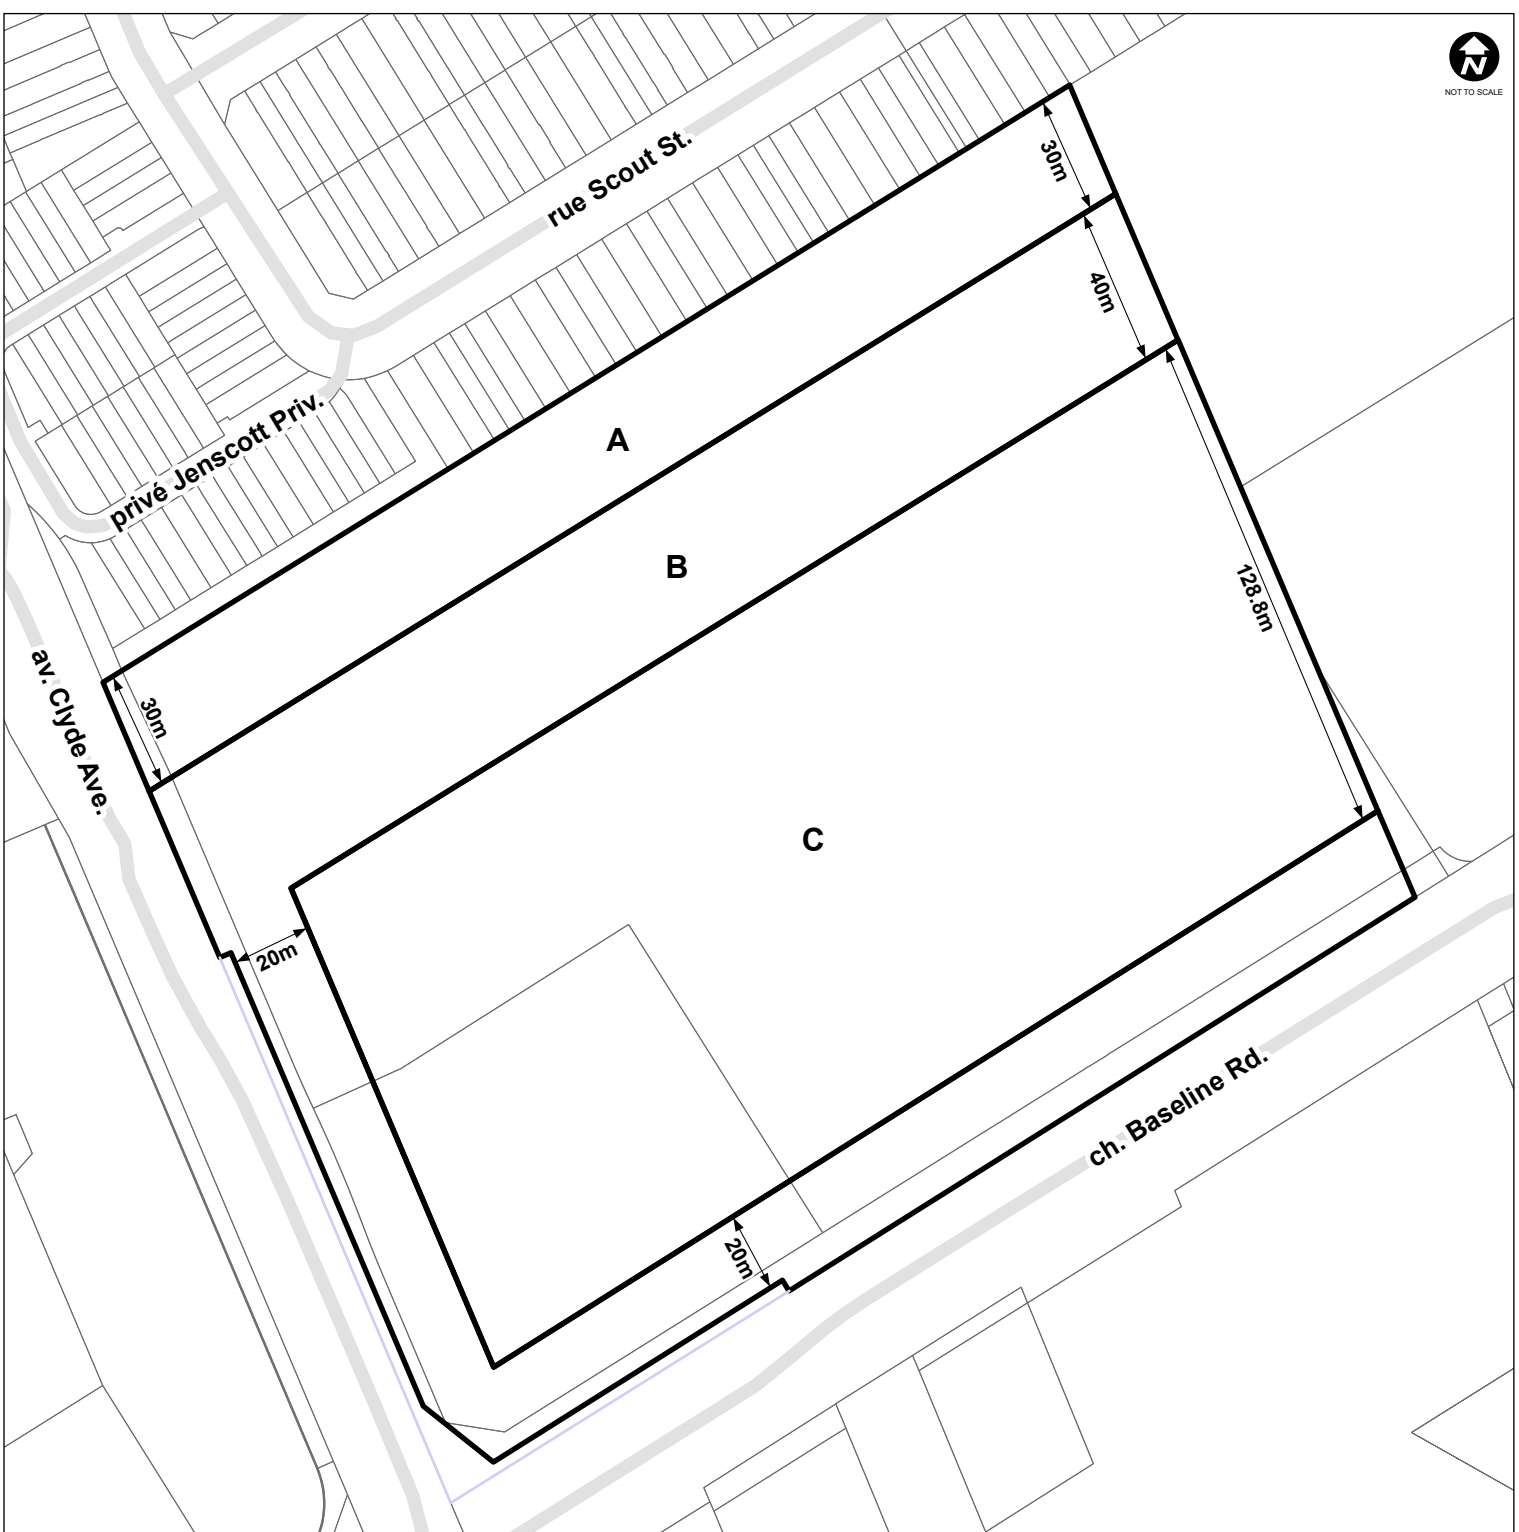 N
NOT TO SCALE
rue Scout St.
30m
40m
privé Jenscott Priv.
A
B
128.8m
av. Clyde Ave.
30m
C
20m
ch. Baseline Rd.
20m